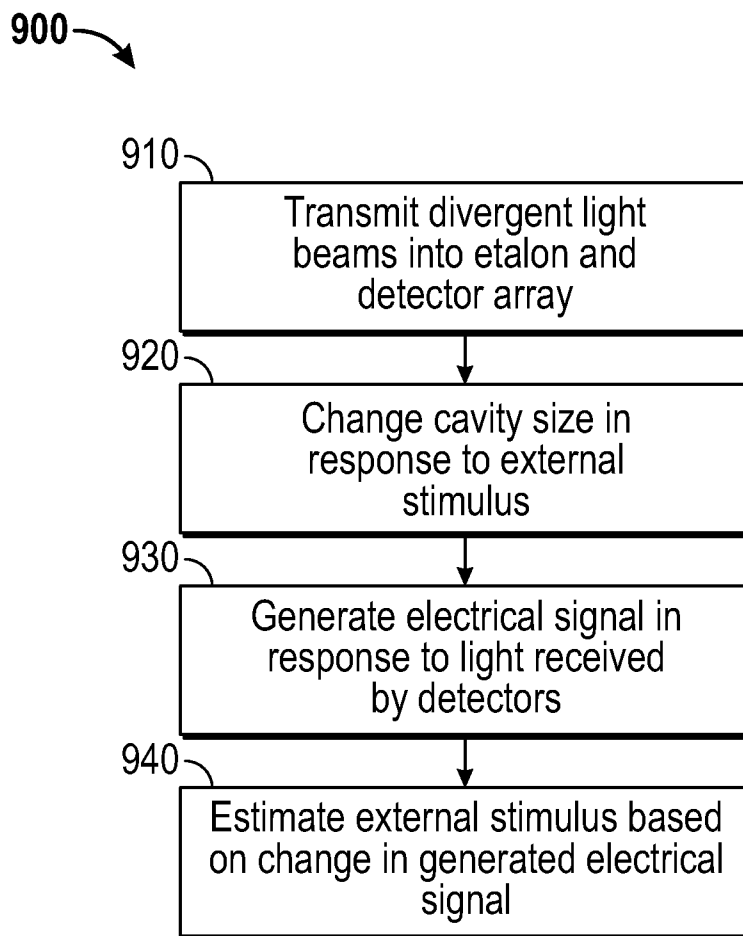 900
910
Transmit divergent light
beams into etalon and
detector array
920
Change cavity size in
response to external
stimulus
930
Generate electrical signal in
response to light received
by detectors
940
Estimate external stimulus based
on change in generated electrical
signal